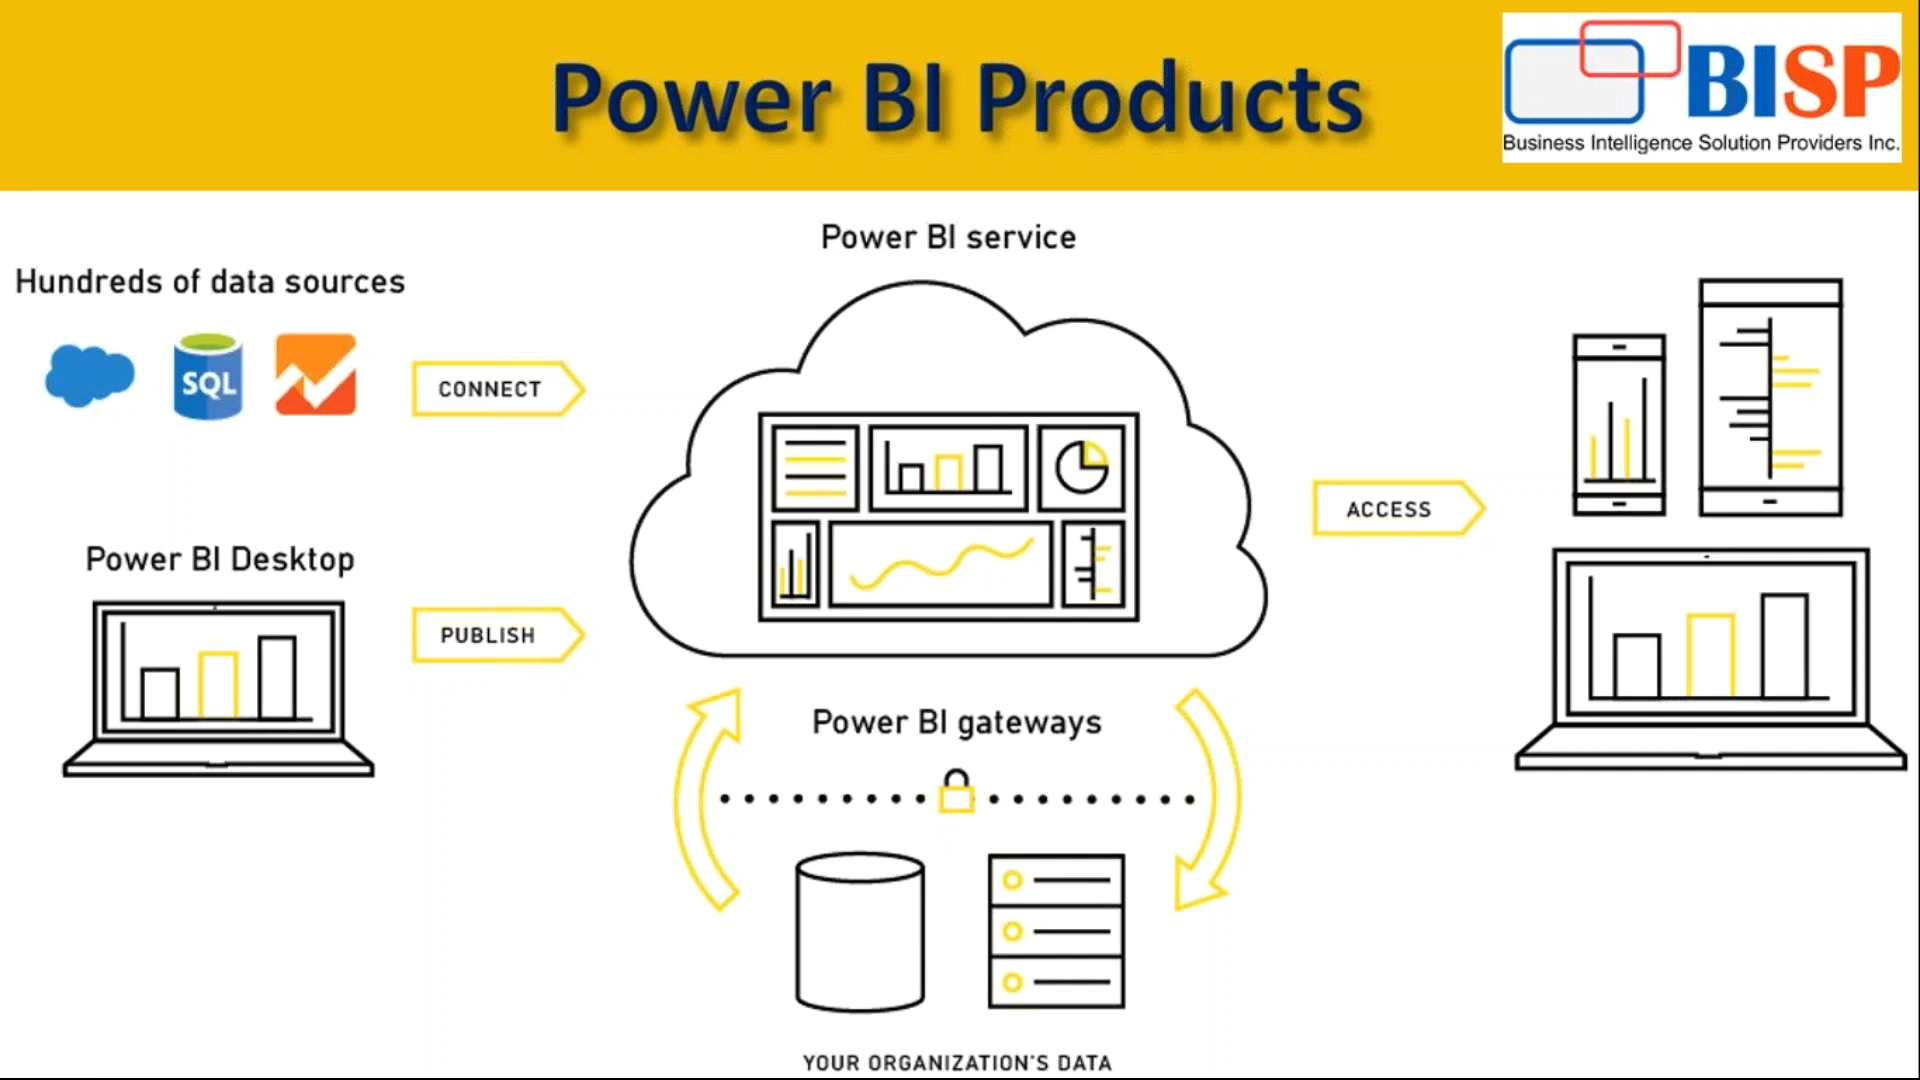 Power BI Products
BISP
Business Intelligence Solution Providers Inc.
Power BI service
Hundreds of data sources
SQL
CONNECT
ACCESS
Power BI Desktop
PUBLISH
Power BI gateways
YOUR ORGANIZATION'S DATA